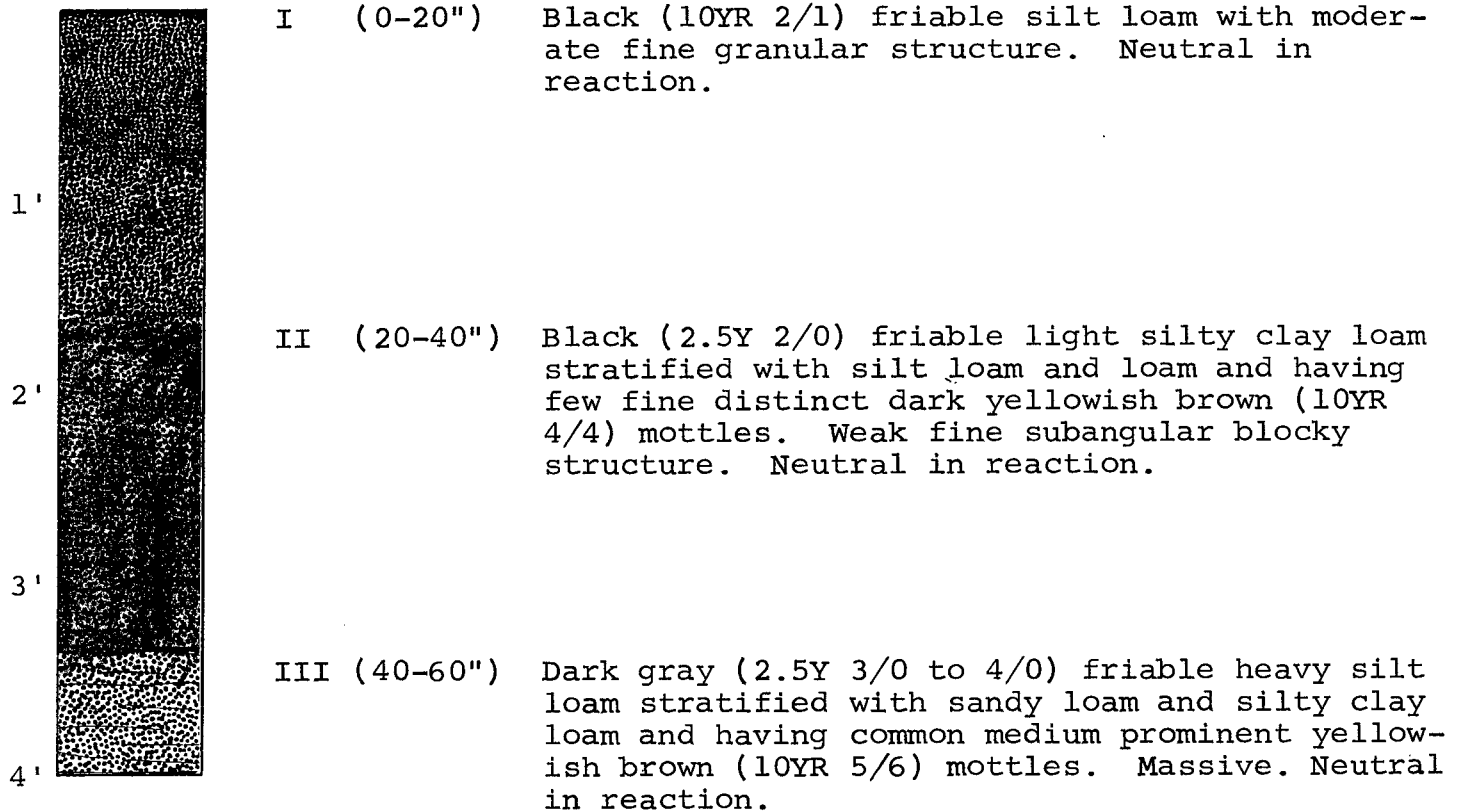 I (0-20") Black (10YR 2/1) friable silt loam with moder-
ate fine granular structure. Neutral in
reaction.
1'
II (20-40") Black (2.5Y 2/0) friable light silty clay loam
stratified with silt loam and loam and having
2'
few fine distinct dark yellowish brown (10YR
4/4) mottles. Weak fine subangular blocky
structure. Neutral in reaction.
3'
III (40-60") Dark gray (2.5Y 3/0 to 4/0) friable heavy silt
loam stratified with sandy loam and silty clay
loam and having common medium prominent yellow-
ish brown (10YR 5/6) mottles. Massive. Neutral
4'
in reaction.